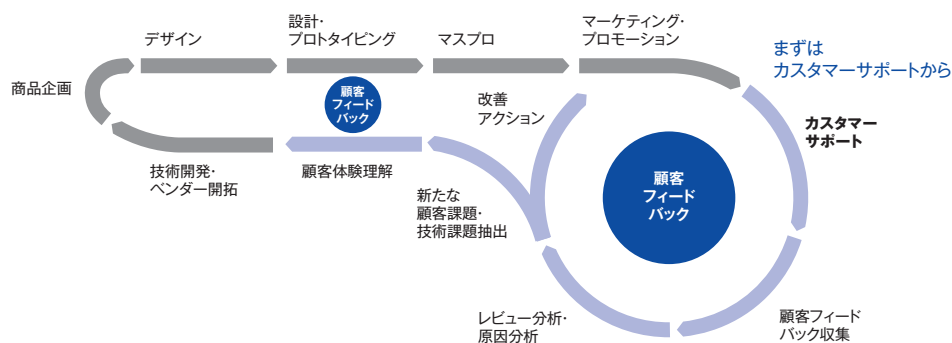 商品企画
デザイン
設計・
プロトタイピング
マスプロ
マーケティング・
プロモーション
まずは
カスタマーサポートから
カスタマー
サポート
顧客フィード
バック収集
レビュー分析・
原因分析
改善
アクション
新たな
顧客課題・
技術課題抽出
顧客体験理解
技術開発・
ベンダー開拓
顧客
フィード
バック
顧客
フィード
バック